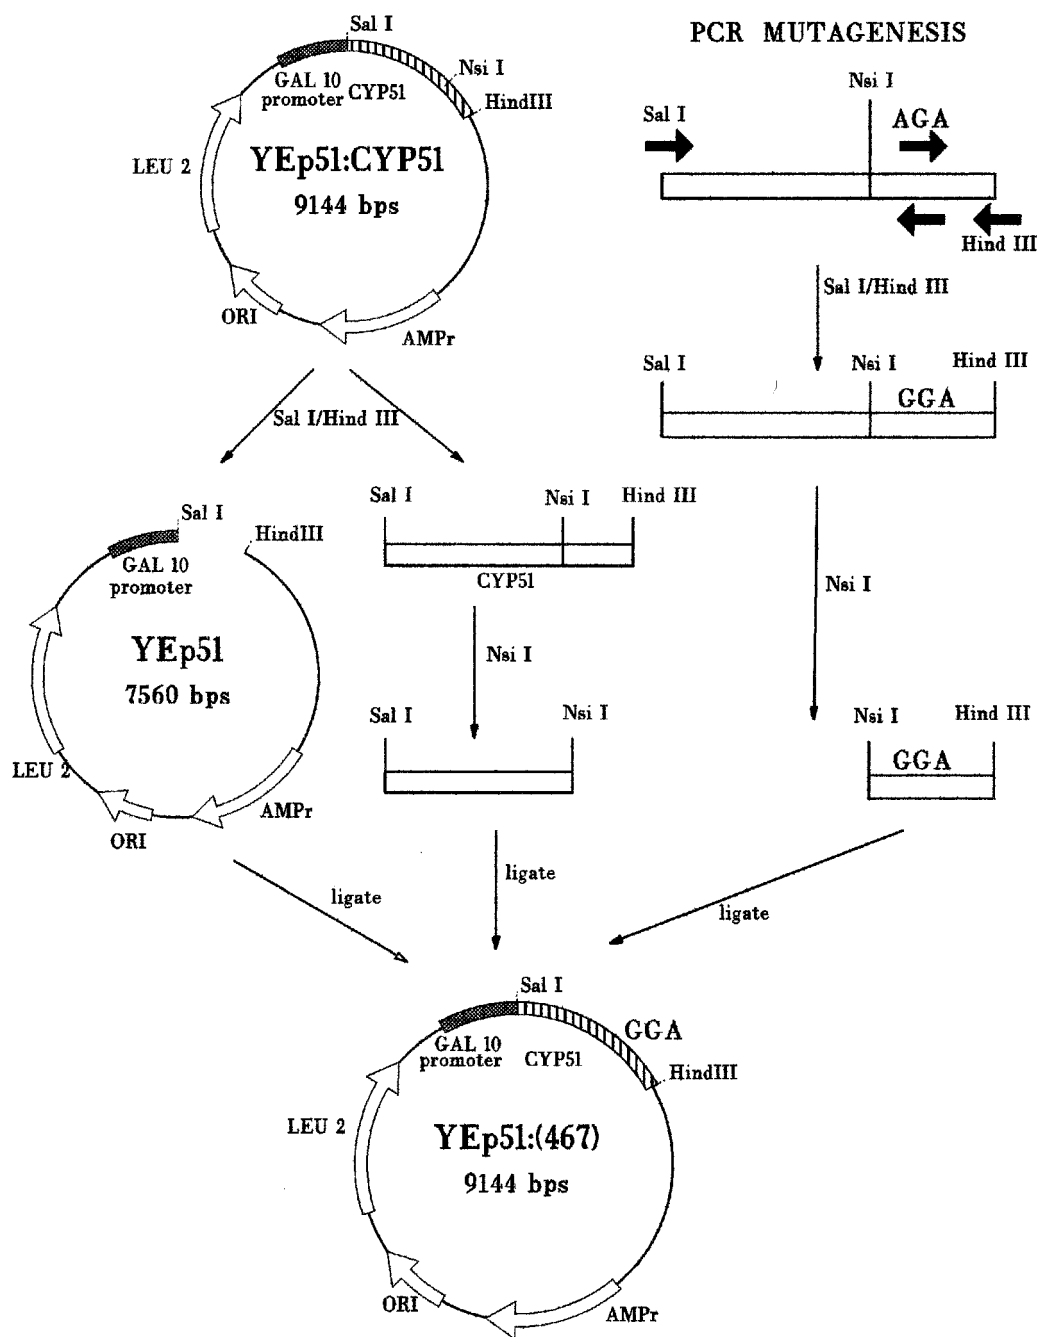 Sal I
Nsi I
HindIII
GAL 10
promoter
CYP51
LEU 2
YEp51:CYP51
9144 bps
ORI
AMPr
PCR MUTAGENESIS
Nsi I
Sal I
AGA
Hind III
Sal I/Hind III
Sal I
Nsi I
Hind III
GGA
Sal I/Hind III
Sal I
HindIII
GAL 10
promoter
YEp51
7560 bps
LEU 2
ORI
AMPr
Sal I
Nsi I
Hind III
CYP51
Nsi I
Sal I
Nsi I
Nsi I
Nsi I
Hind III
GGA
ligate
ligate
ligate
Sal I
GAL 10
promoter
CYP51
GGA
HindIII
LEU 2
YEp51:(467)
9144 bps
ORI
AMPr